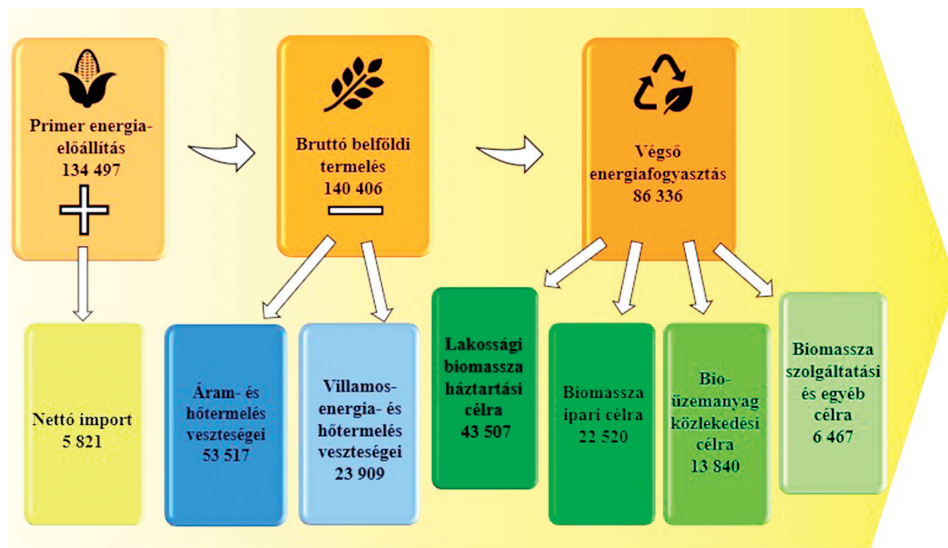 Primer energia-
előállítás
134 497
Bruttó belföldi
termelés
140 406
Végső
energiafogyasztás
86 336
Nettó import
5 821
Áram- és
hőtermelés
veszteségei
53 517
Villamos-
energia- és
hőtermelés
veszteségei
23 909
Lakossági
biomassza
háztartási
célra
43 507
Biomassza
ipari célra
22 520
Bio-
üzemanyag
közlekedési
célra
13 840
Biomassza
szolgáltatási
és egyéb
célra
6 467